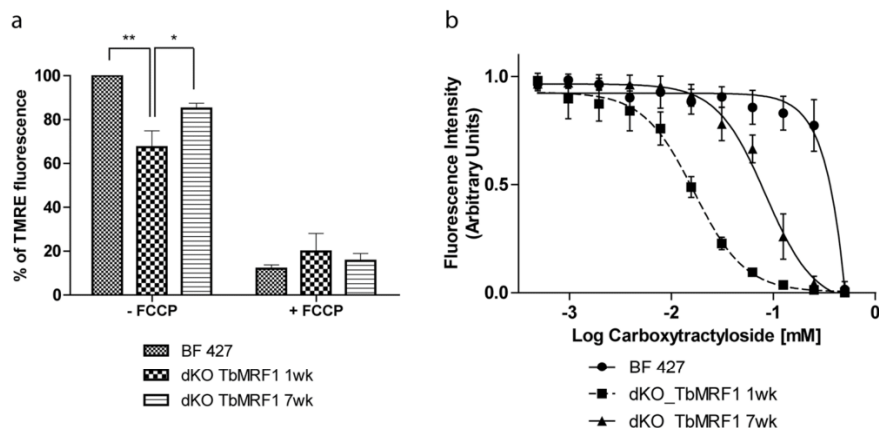 a
** *
100
80
60
40
20
0
% of TMRE fluorescence
- FCCP + FCCP
BF 427
dKO TbMRF1 1wk
dKO TbMRF1 7wk
b
1.0
0.5
0.0
Fluorescence Intensity
(Arbitrary Units)
-3 -2 -1 0
Log Carboxytractyloside [mM]
BF 427
dKO_TbMRF1 1wk
dKO_TbMRF1 7wk